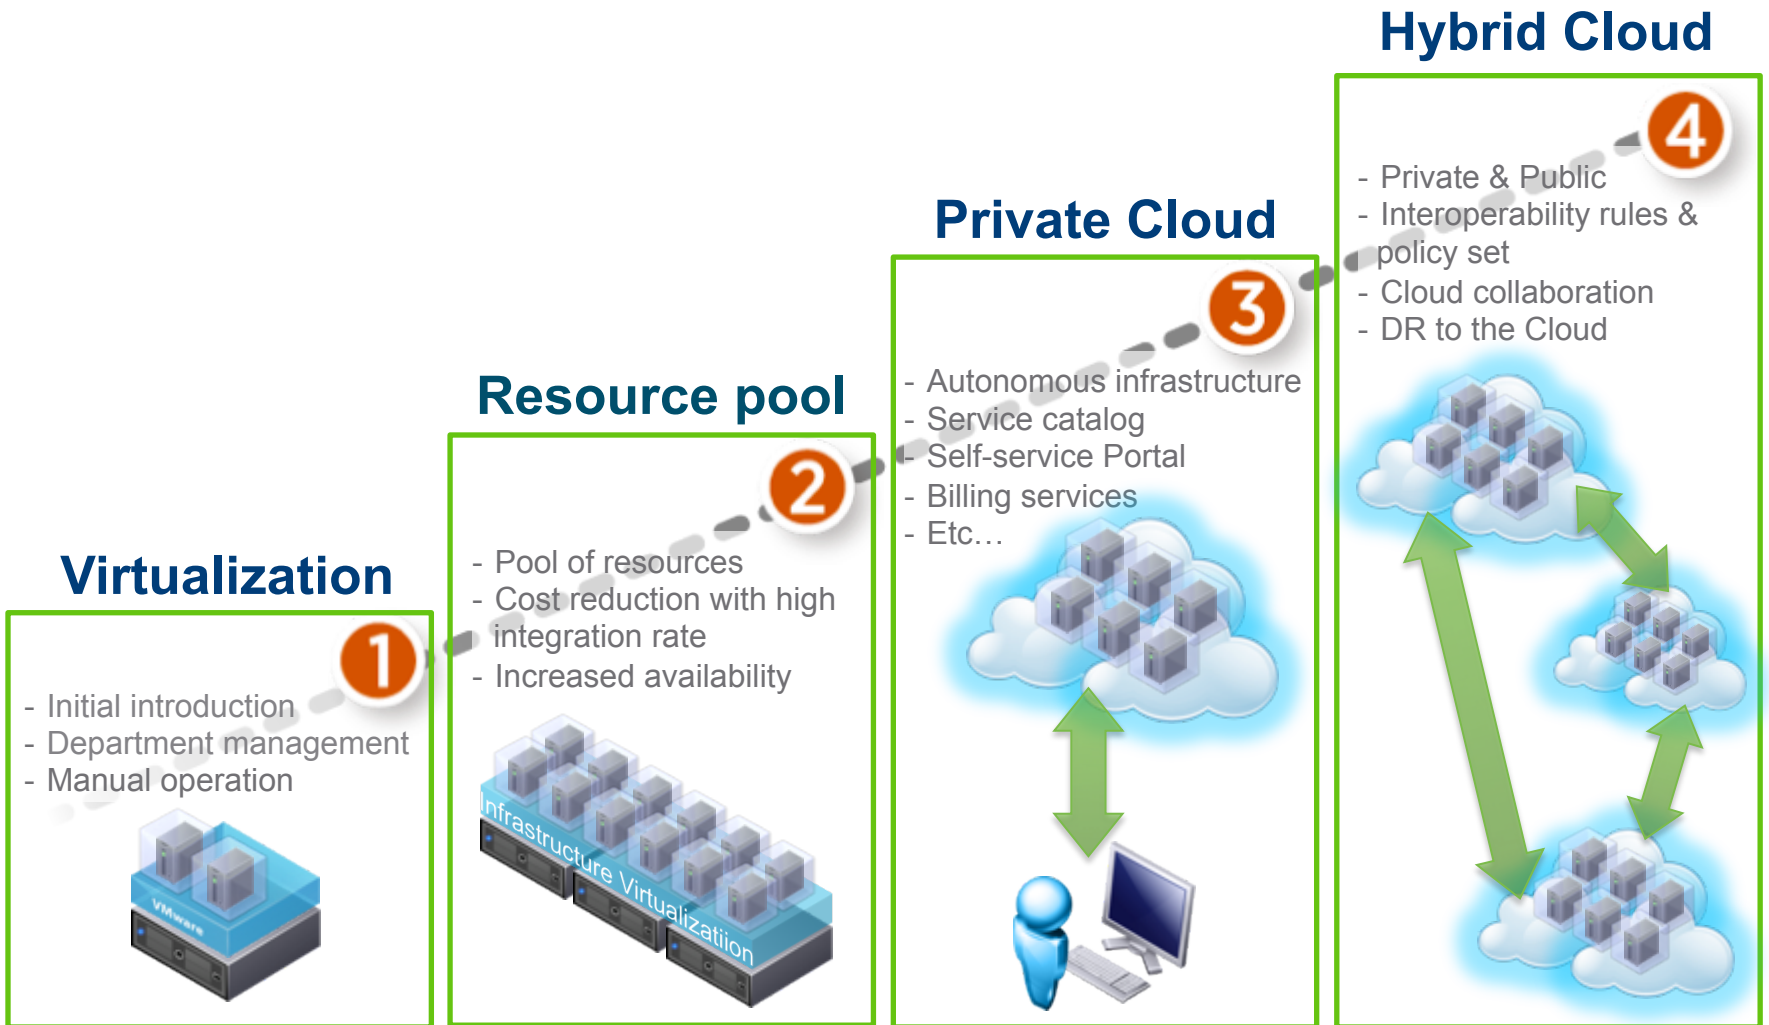 Virtualization
1
- Initial introduction
- Department management
- Manual operation
VMware
Resource pool
2
- Pool of resources
- Cost reduction with high
integration rate
- Increased availability
Infrastructure Virtualizatiion
Private Cloud
3
- Autonomous infrastructure
- Service catalog
- Self-service Portal
- Billing services
- Etc…
Hybrid Cloud
4
- Private & Public
- Interoperability rules &
policy set
- Cloud collaboration
- DR to the Cloud